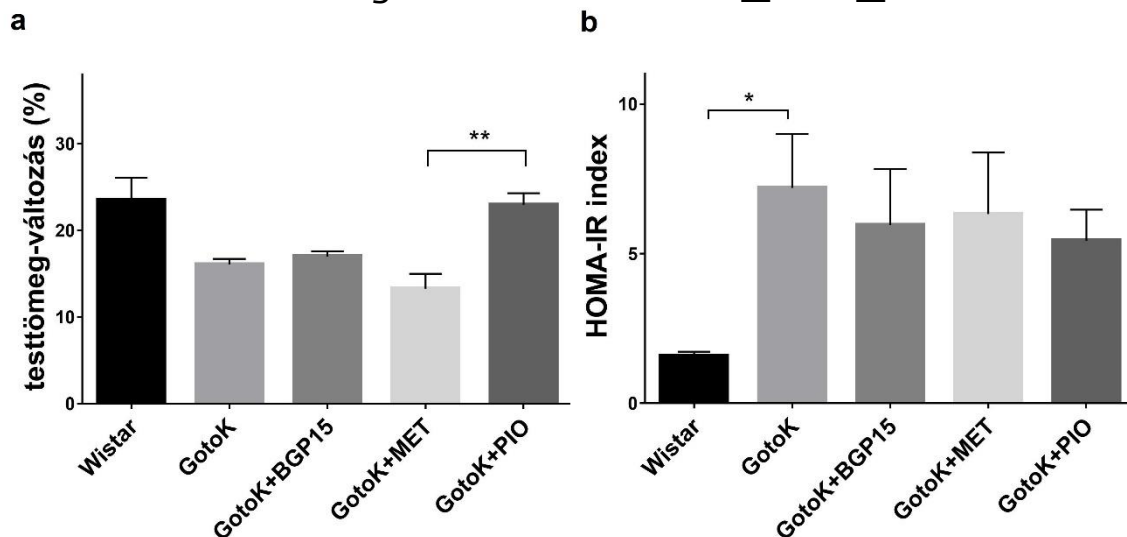 a
b
testtömeg-változás (%)
30
20
10
0
**
Wistar
GotoK
GotoK+BGP15
GotoK+MET
GotoK+PIO
HOMA-IR index
10
5
0
*
Wistar
GotoK
GotoK+BGP15
GotoK+MET
GotoK+PIO